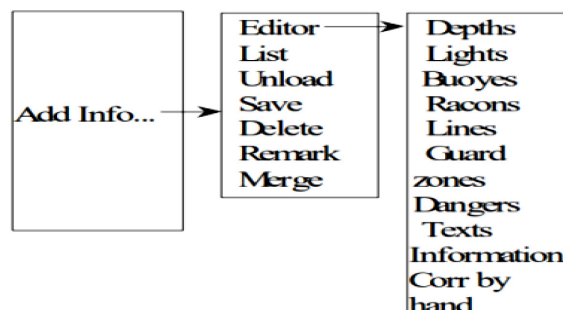 Add Info...
Editor
List
Unload
Save
Delete
Remark
Merge
Depths
Lights
Buoyes
Racons
Lines
Guard
zones
Dangers
Texts
Information
Corr by
hand